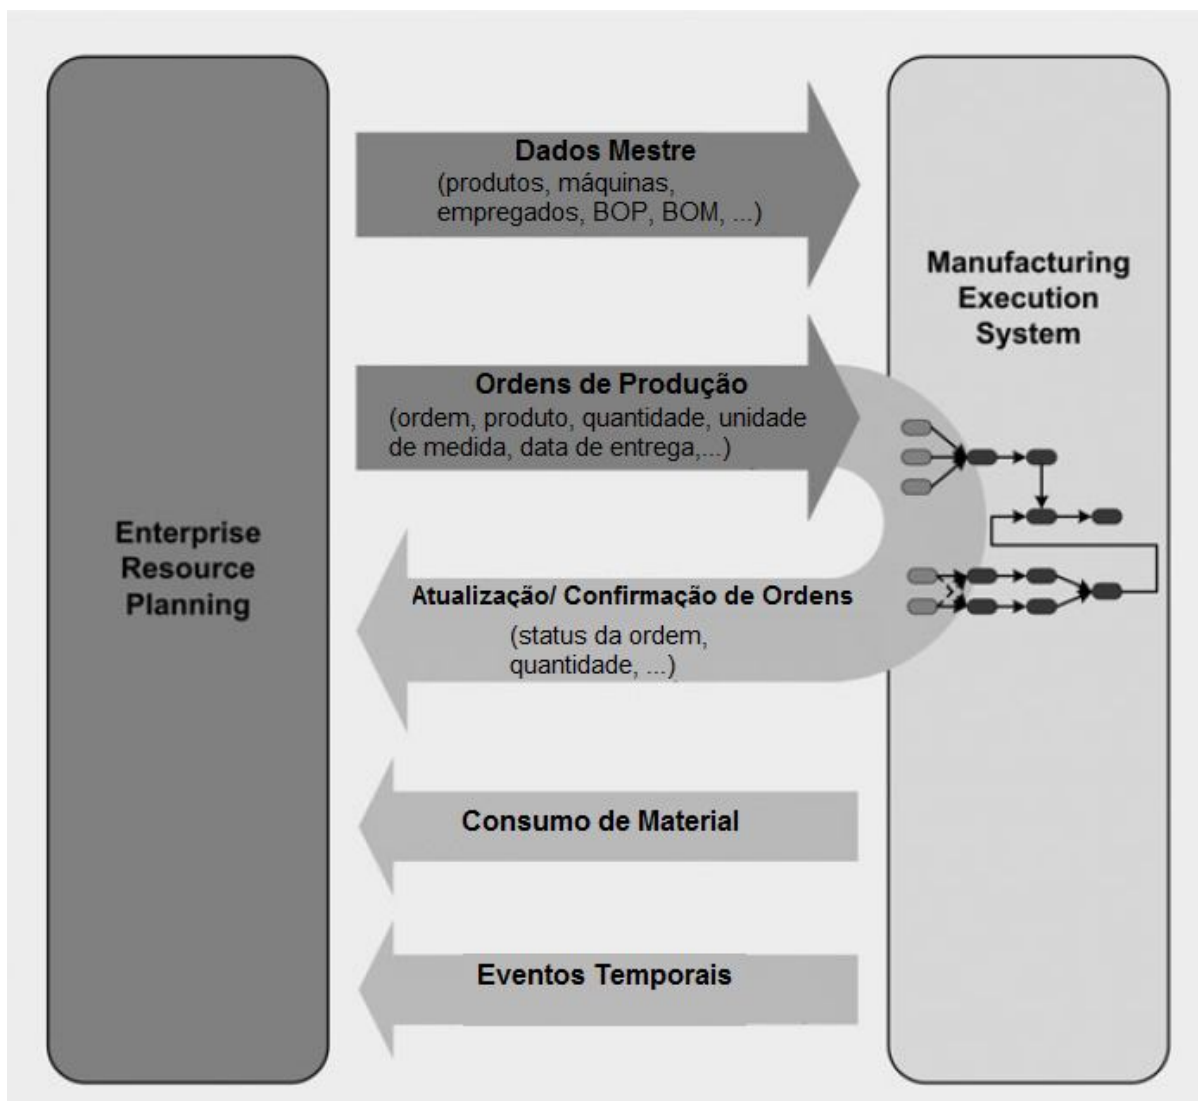 Dados Mestre
(produtos, máquinas,
empregados, BOP, BOM, ...)
Manufacturing
Execution
System
Ordens de Produção
(ordem, produto, quantidade, unidade
de medida, data de entrega,...)
Enterprise
Resource
Planning
Atualização/ Confirmação de Ordens
(status da ordem,
quantidade, ...)
Consumo de Material
Eventos Temporais